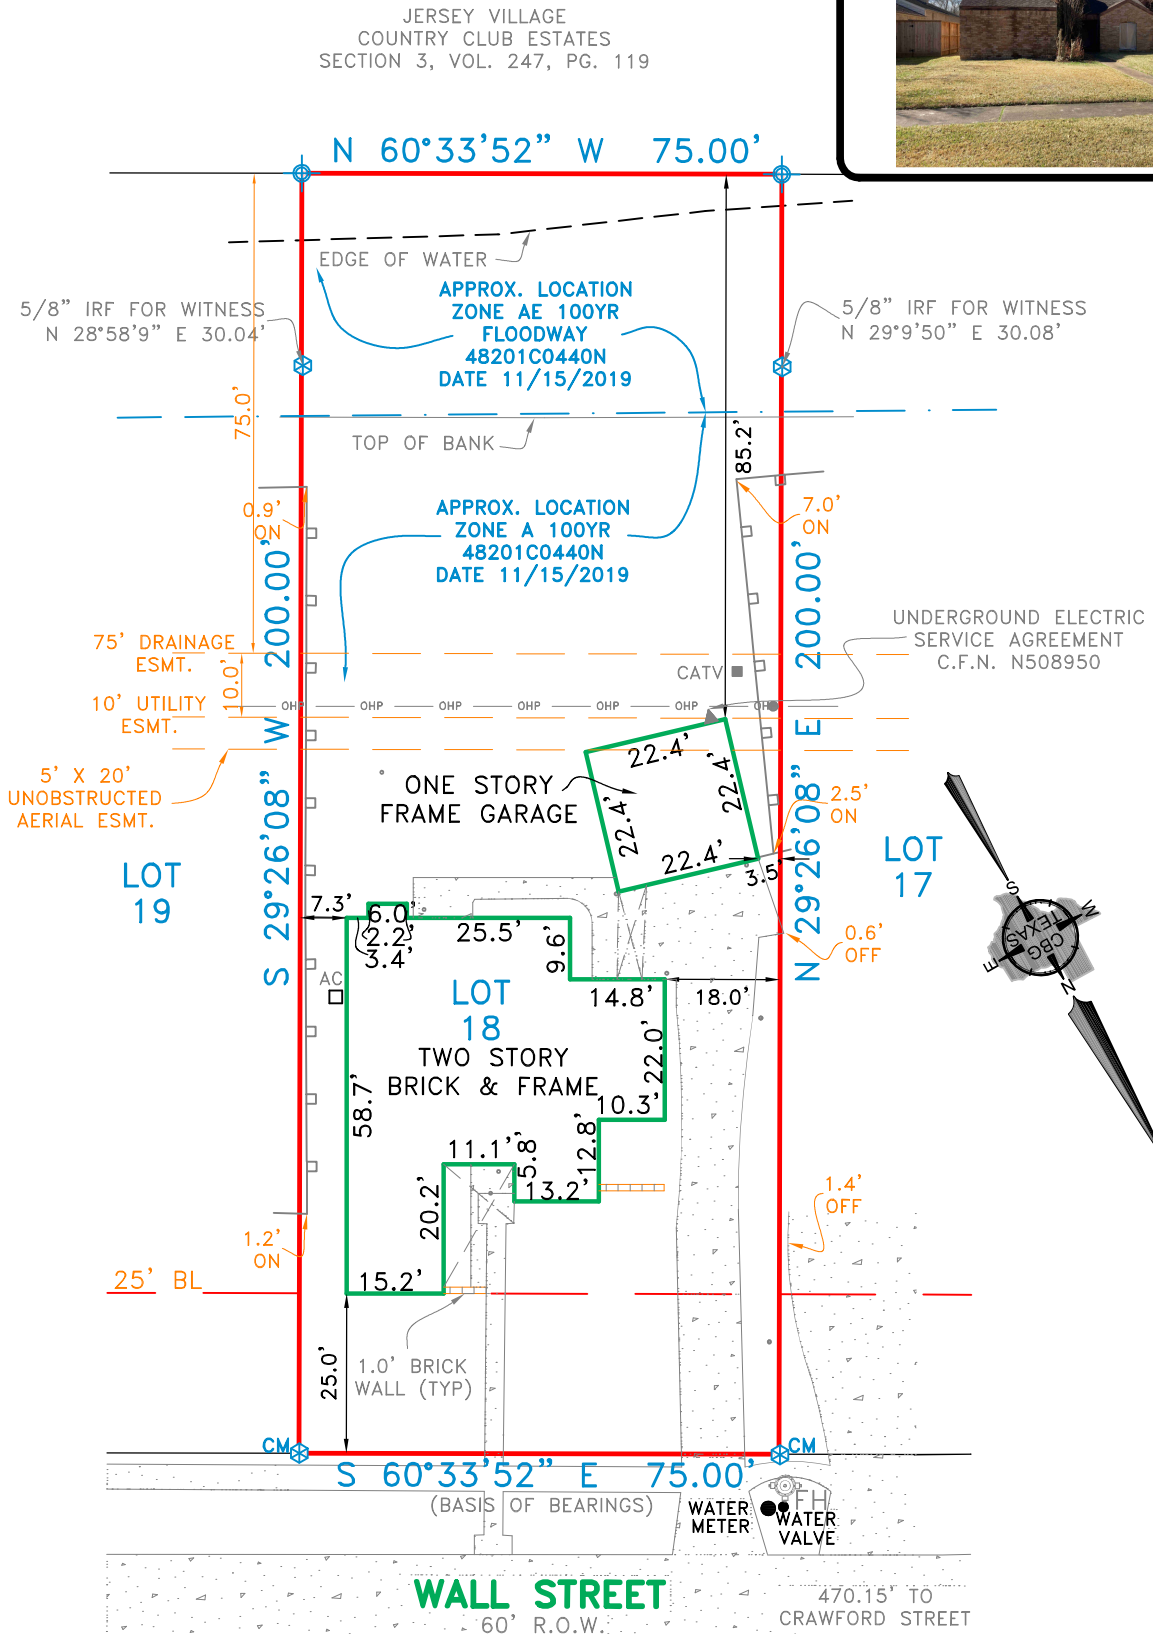 JERSEY VILLAGE
COUNTRY CLUB ESTATES
SECTION 3, VOL. 247, PG. 119
N 60°33'52" W 75.00'
EDGE OF WATER
APPROX. LOCATION
ZONE AE 100YR
FLOODWAY
48201C0440N
DATE 11/15/2019
5/8" IRF FOR WITNESS
N 28°58'9" E 30.04'
5/8" IRF FOR WITNESS
N 29°9'50" E 30.08'
75.0'
TOP OF BANK
85.2'
0.9'
ON
7.0'
ON
APPROX. LOCATION
ZONE A 100YR
48201C0440N
DATE 11/15/2019
S 29°26'08" W 200.00'
N 29°26'08" E 200.00'
UNDERGROUND ELECTRIC
SERVICE AGREEMENT
C.F.N. N508950
75' DRAINAGE
ESMT.
10.0'
CATV
10' UTILITY
ESMT.
OHP OHP OHP OHP OHP OHP OHP
5' X 20'
UNOBSTRUCTED
AERIAL ESMT.
22.4'
22.4'
22.4'
22.4'
ONE STORY
FRAME GARAGE
2.5'
ON
3.5'
LOT
19
LOT
17
7.3'
6.0'
2.2'
3.4'
25.5'
9.6'
0.6'
OFF
S
W
E
N
CBG
TEXAS
AC
LOT
18
14.8'
18.0'
TWO STORY
BRICK & FRAME
22.0'
58.7'
10.3'
12.8'
11.1'
5.8'
13.2'
20.2'
1.4'
OFF
1.2'
ON
25' BL
15.2'
25.0'
1.0' BRICK
WALL (TYP)
CM
CM
S 60°33'52" E 75.00'
(BASIS OF BEARINGS)
FH
WATER
METER
WATER
VALVE
WALL STREET
60' R.O.W.
470.15' TO
CRAWFORD STREET